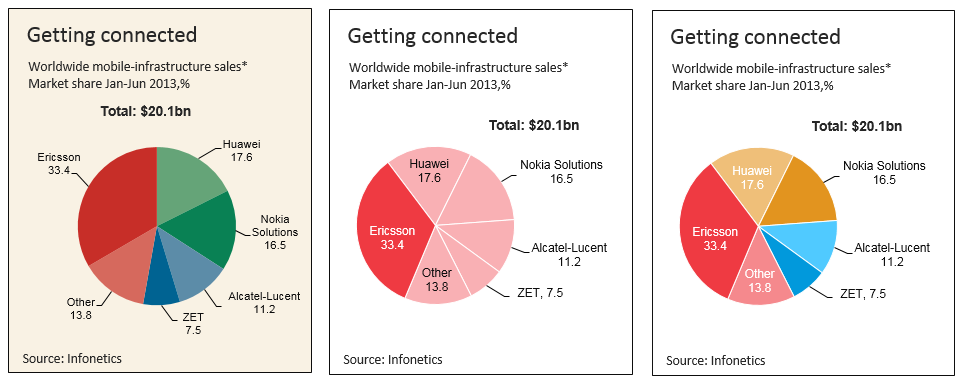 Getting connected
Worldwide mobile-infrastructure sales*
Market share Jan-Jun 2013,%
Total: $20.1bn
Huawei
17.6
Ericsson
33.4
Nokia
Solutions
16.5
Alcatel-Lucent
11.2
ZET
7.5
Other
13.8
Source: Infonetics
Getting connected
Worldwide mobile-infrastructure sales*
Market share Jan-Jun 2013,%
Total: $20.1bn
Huawei
17.6
Nokia Solutions
16.5
Ericsson
33.4
Alcatel-Lucent
11.2
Other
13.8
ZET, 7.5
Source: Infonetics
Getting connected
Worldwide mobile-infrastructure sales*
Market share Jan-Jun 2013,%
Total: $20.1bn
Huawei
17.6
Nokia Solutions
16.5
Ericsson
33.4
Alcatel-Lucent
11.2
Other
13.8
ZET, 7.5
Source: Infonetics